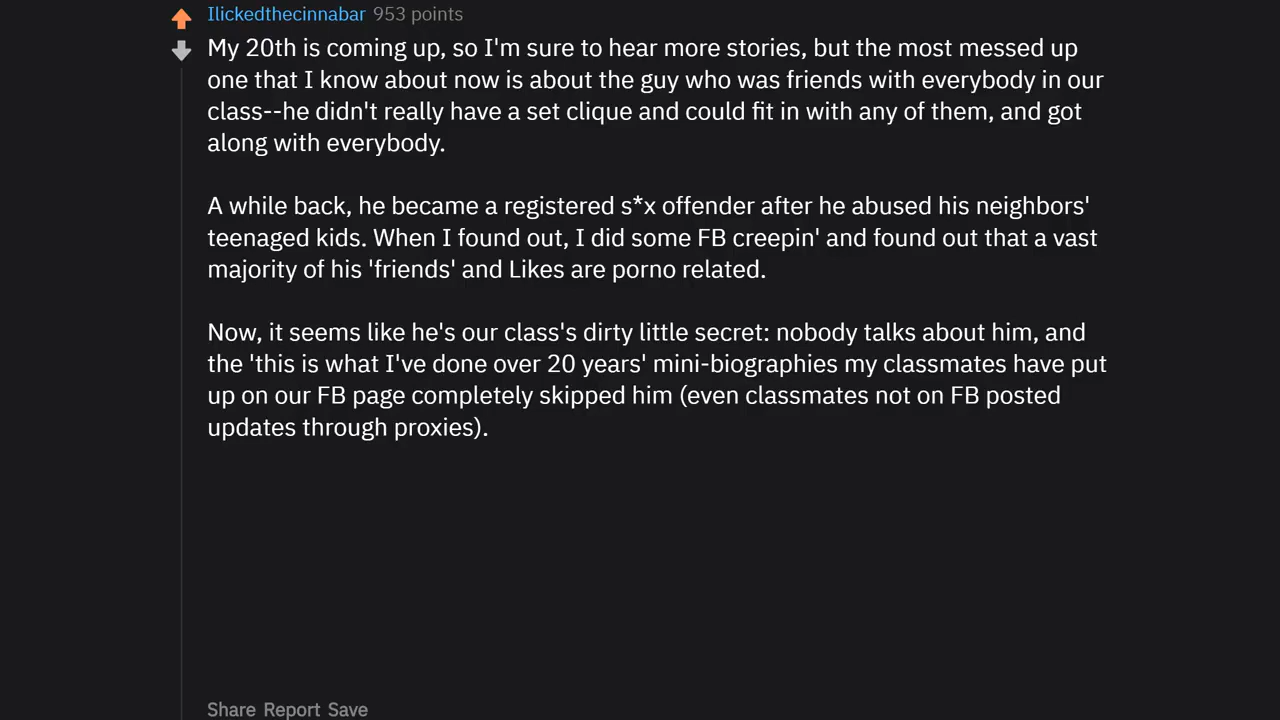 Ilickedthecinnabar 953 points
My 20th is coming up, so I'm sure to hear more stories, but the most messed up
one that I know about now is about the guy who was friends with everybody in our
class--he didn't really have a set clique and could fit in with any of them, and got
along with everybody.
A while back, he became a registered s*x offender after he abused his neighbors'
teenaged kids. When I found out, I did some FB creepin' and found out that a vast
majority of his 'friends' and Likes are porno related.
Now, it seems like he's our class's dirty little secret: nobody talks about him, and
the 'this is what I've done over 20 years' mini-biographies my classmates have put
up on our FB page completely skipped him (even classmates not on FB posted
updates through proxies).
Share Report Save